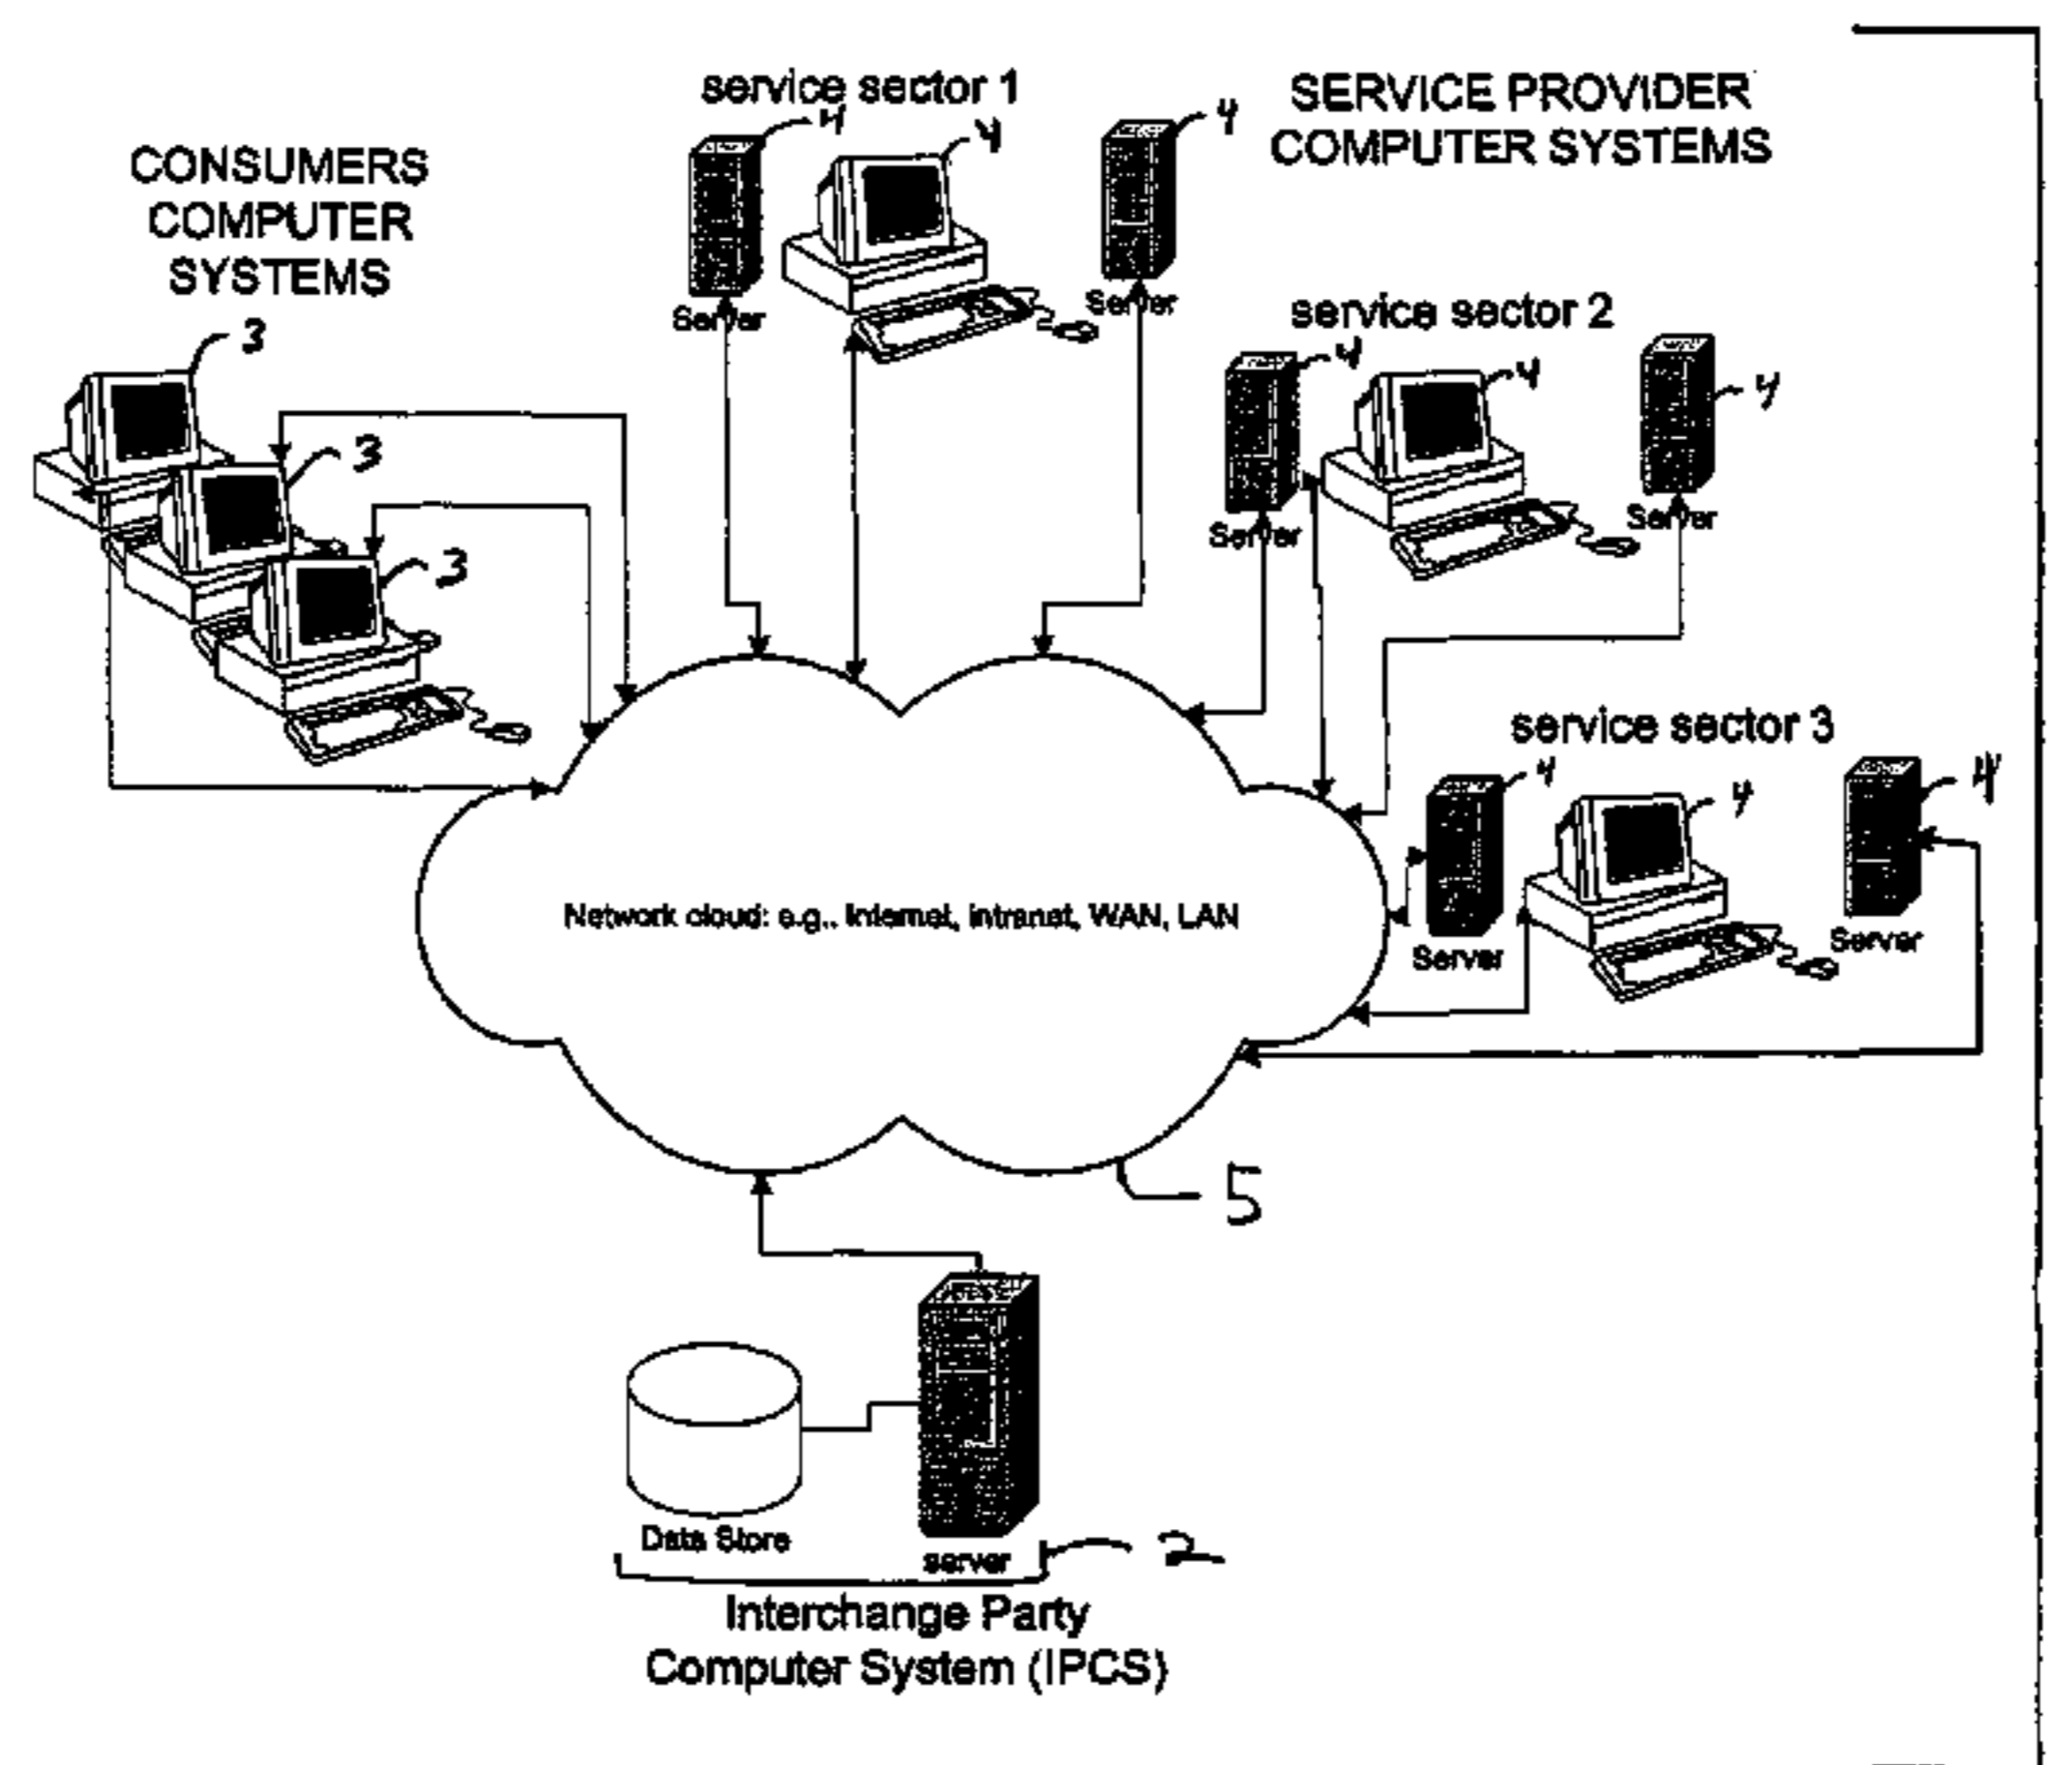 service sector 1
SERVICE PROVIDER
COMPUTER SYSTEMS
4
4
4
CONSUMERS
COMPUTER
SYSTEMS
Server
Server
service sector 2
3
4
4
4
3
Server
Server
3
service sector 3
4
4
4
Network cloud: e.g., Internet, intranet, WAN, LAN
Server
Server
5
Data Store
server
2
Interchange Party
Computer System (IPCS)